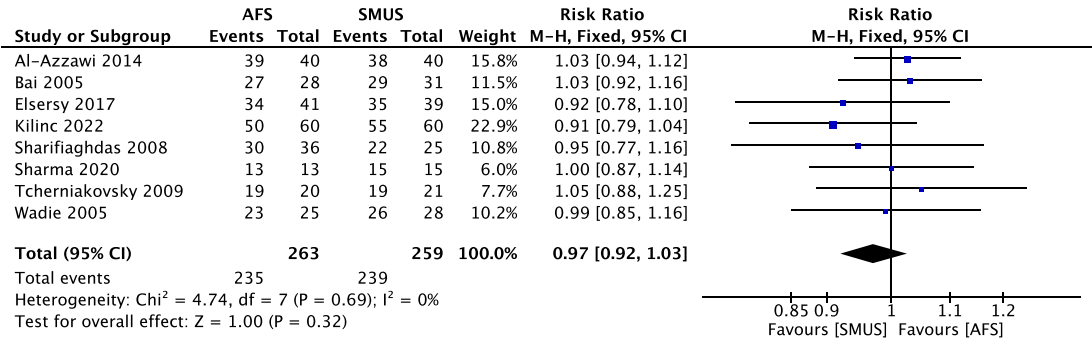 AFS SMUS Risk Ratio Risk Ratio
Study or Subgroup Events Total Events Total Weight M-H, Fixed, 95% CI M-H, Fixed, 95% CI
Al-Azzawi 2014 39 40 38 40 15.8% 1.03 [0.94, 1.12]
Bai 2005 27 28 29 31 11.5% 1.03 [0.92, 1.16]
Elsersy 2017 34 41 35 39 15.0% 0.92 [0.78, 1.10]
Kilinc 2022 50 60 55 60 22.9% 0.91 [0.79, 1.04]
Sharifiaghdas 2008 30 36 22 25 10.8% 0.95 [0.77, 1.16]
Sharma 2020 13 13 15 15 6.0% 1.00 [0.87, 1.14]
Tcherniakovsky 2009 19 20 19 21 7.7% 1.05 [0.88, 1.25]
Wadie 2005 23 25 26 28 10.2% 0.99 [0.85, 1.16]
Total (95% CI) 263 259 100.0% 0.97 [0.92, 1.03]
Total events 235 239
Heterogeneity: Chi² = 4.74, df = 7 (P = 0.69); I² = 0%
Test for overall effect: Z = 1.00 (P = 0.32)
0.85 0.9 1 1.1 1.2
Favours [SMUS] Favours [AFS]